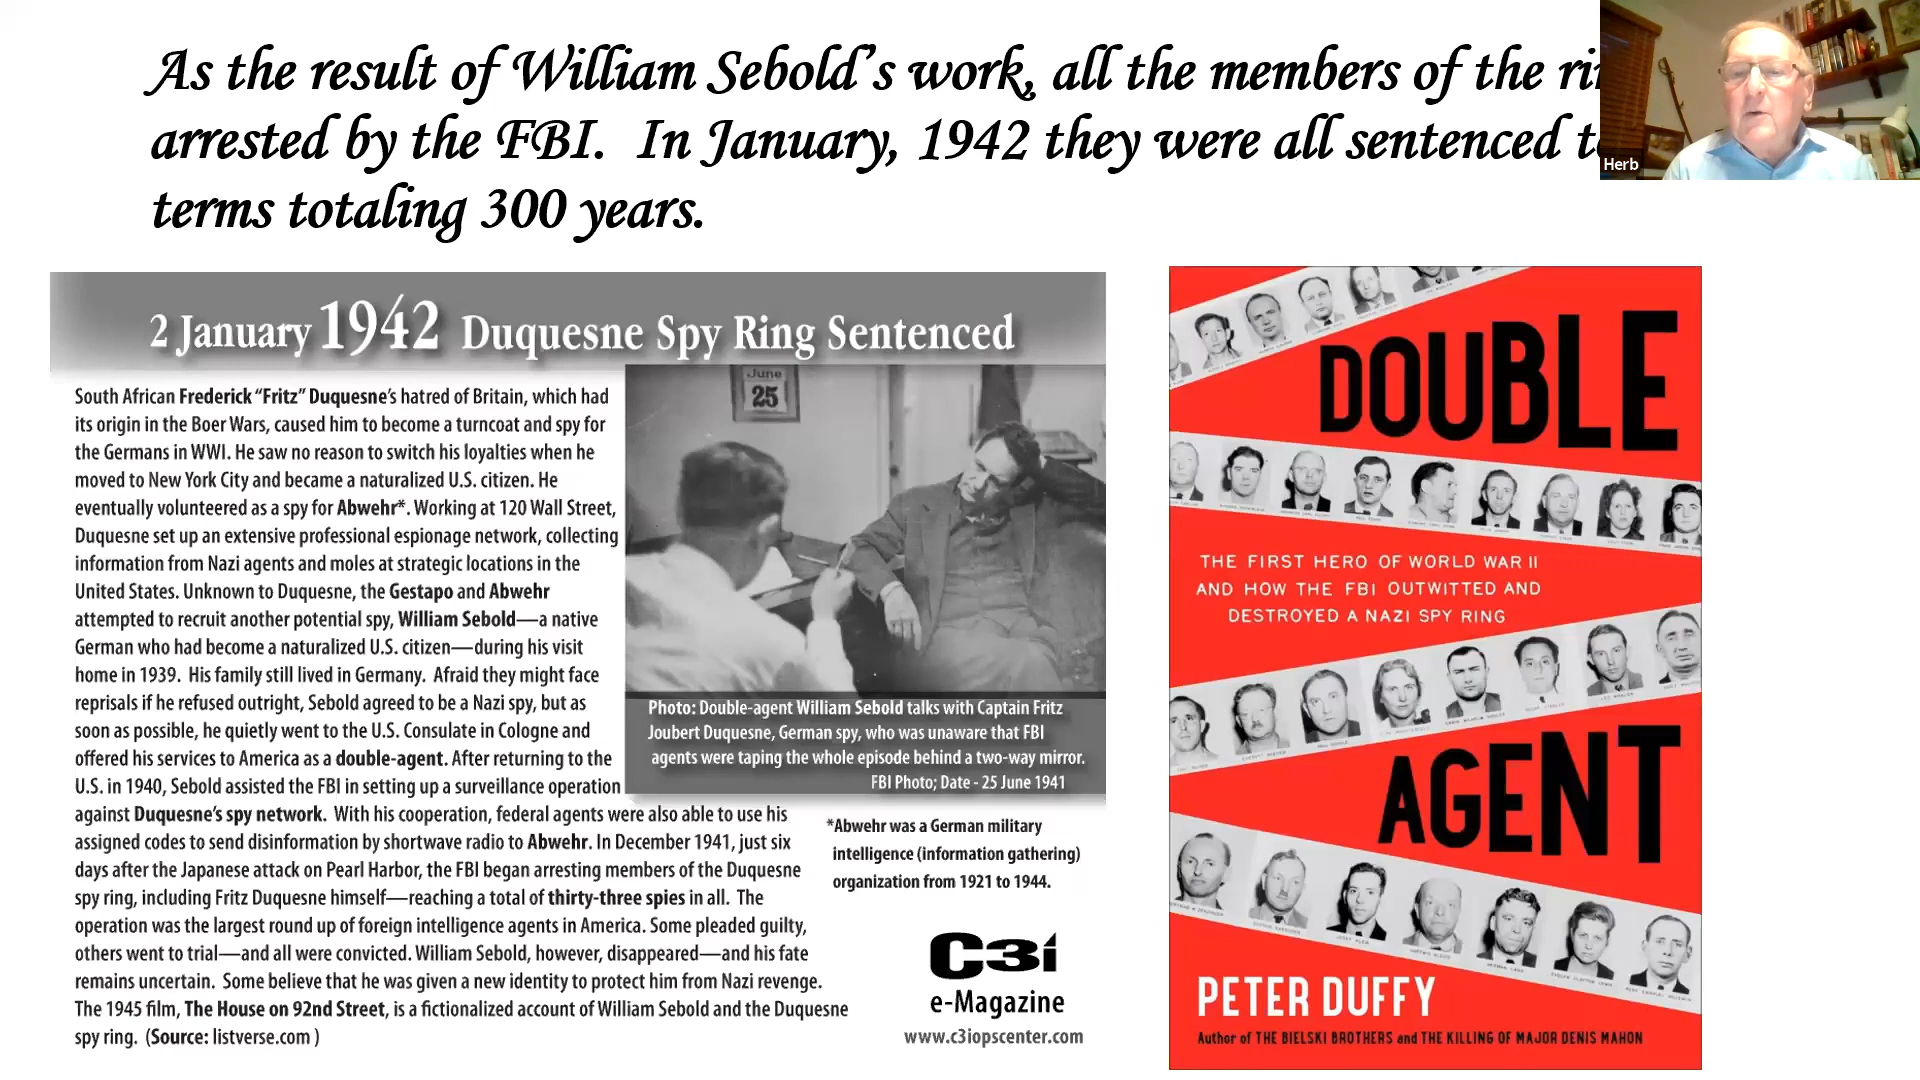 As the result of William Sebold's work, all the members of the
arrested by the FBI. In January, 1942 they were all sentenced
terms totaling 300 years.
Herb
2 January 1942 Duquesne Spy Ring Sentenced
South African Frederick "Fritz" Duquesne's hatred of Britain, which had
its origin in the Boer Wars, caused him to become a turncoat and spy for
the Germans in WWI. He saw no reason to switch his loyalties when he
moved to New York City and became a naturalized U.S. citizen. He
eventually volunteered as a spy for Abwehr*. Working at 120 Wall Street,
Duquesne set up an extensive professional espionage network, collecting
information from Nazi agents and moles at strategic locations in the
United States. Unknown to Duquesne, the Gestapo and Abwehr
attempted to recruit another potential spy, William Sebold—a native
German who had become a naturalized U.S. citizen—during his visit
home in 1939. His family still lived in Germany. Afraid they might face
reprisals if he refused outright, Sebold agreed to be a Nazi spy, but as
soon as possible, he quietly went to the U.S. Consulate in Cologne and
offered his services to America as a double-agent. After returning to the
U.S. in 1940, Sebold assisted the FBI in setting up a surveillance operation
against Duquesne's spy network. With his cooperation, federal agents were also able to use his
assigned codes to send disinformation by shortwave radio to Abwehr. In December 1941, just six
days after the Japanese attack on Pearl Harbor, the FBI began arresting members of the Duquesne
spy ring, including Fritz Duquesne himself—reaching a total of thirty-three spies in all. The
operation was the largest round up of foreign intelligence agents in America. Some pleaded guilty,
others went to trial—and all were convicted. William Sebold, however, disappeared—and his fate
remains uncertain. Some believe that he was given a new identity to protect him from Nazi revenge.
The 1945 film, The House on 92nd Street, is a fictionalized account of William Sebold and the Duquesne
spy ring. (Source: listverse.com )
June
25
Photo: Double-agent William Sebold talks with Captain Fritz
Joubert Duquesne, German spy, who was unaware that FBI
agents were taping the whole episode behind a two-way mirror.
FBI Photo; Date - 25 June 1941
*Abwehr was a German military
intelligence (information gathering)
organization from 1921 to 1944.
C3i
e-Magazine
www.c3iopscenter.com
DOUBLE
THE FIRST HERO OF WORLD WAR II
AND HOW THE FBI OUTWITTED AND
DESTROYED A NAZI SPY RING
AGENT
PETER DUFFY
Author of THE BIELSKI BROTHERS and THE KILLING OF MAJOR DENIS MAHON